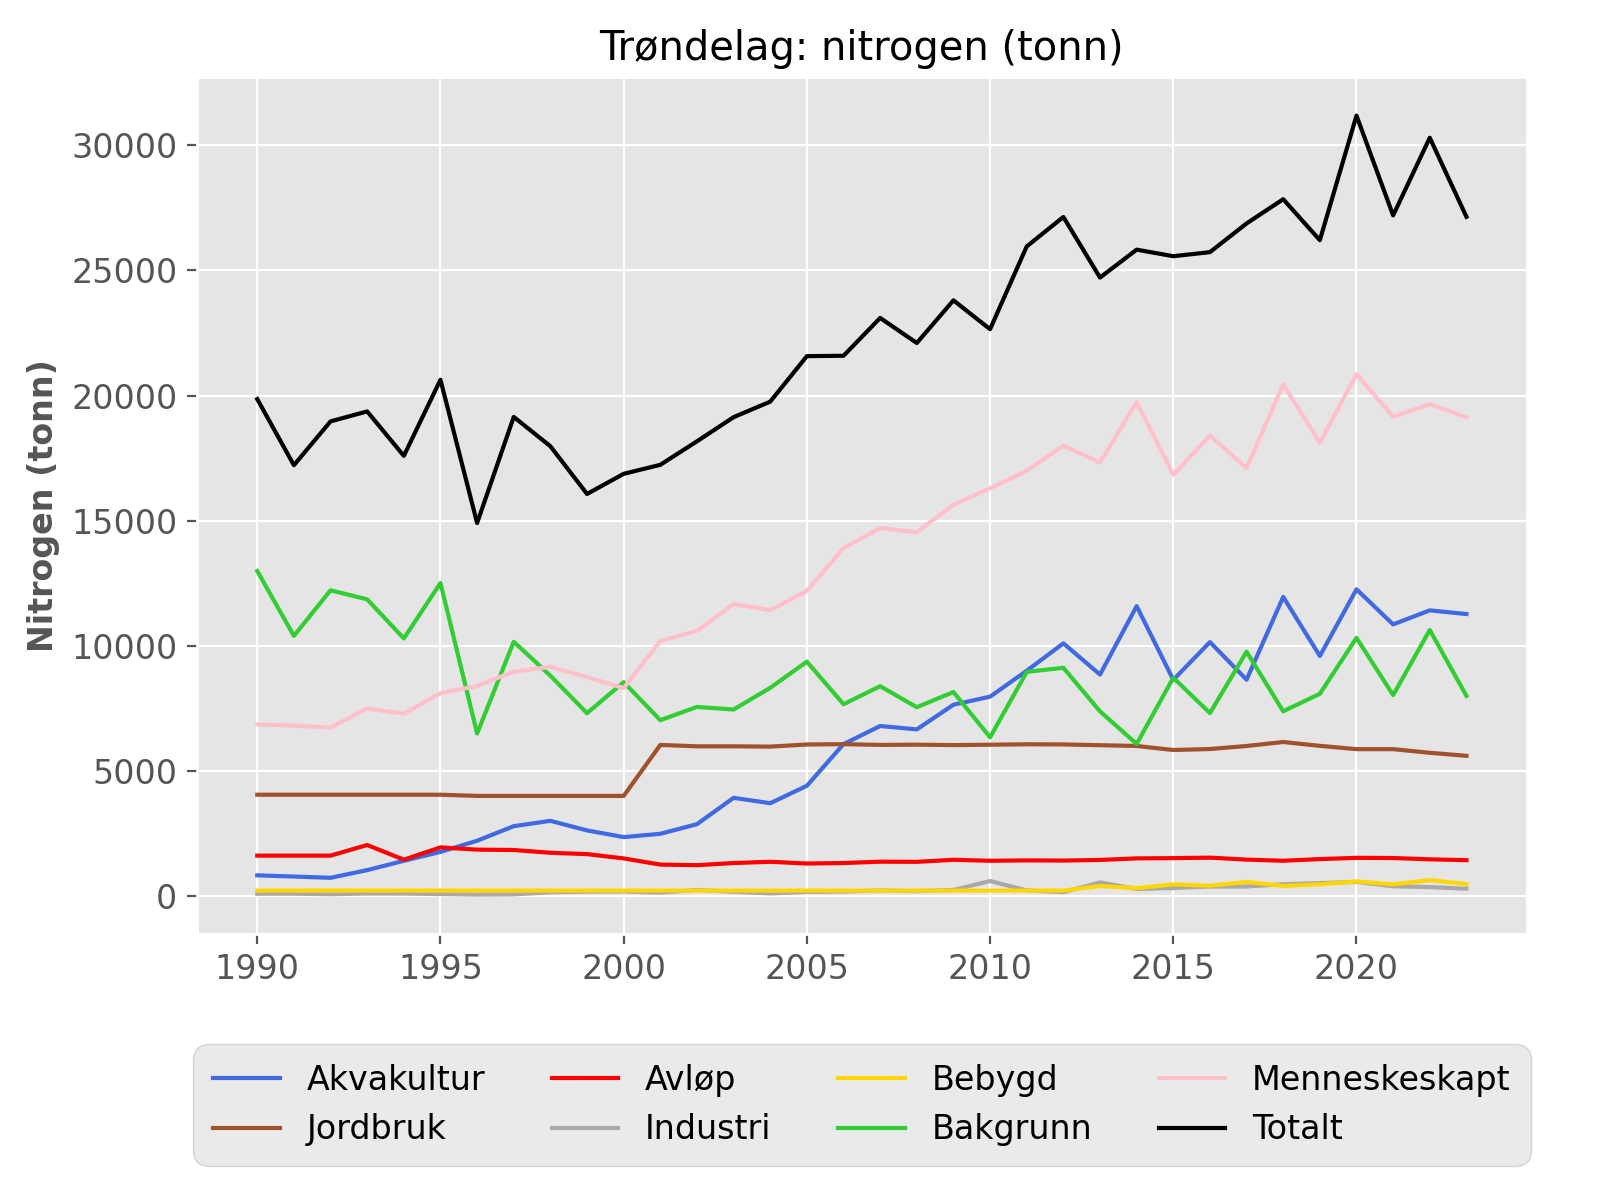 Trøndelag: nitrogen (tonn)
Nitrogen (tonn)
30000
25000
20000
15000
10000
5000
0
1990 1995 2000 2005 2010 2015 2020
Akvakultur Avløp Bebygd Menneskeskapt
Jordbruk Industri Bakgrunn Totalt